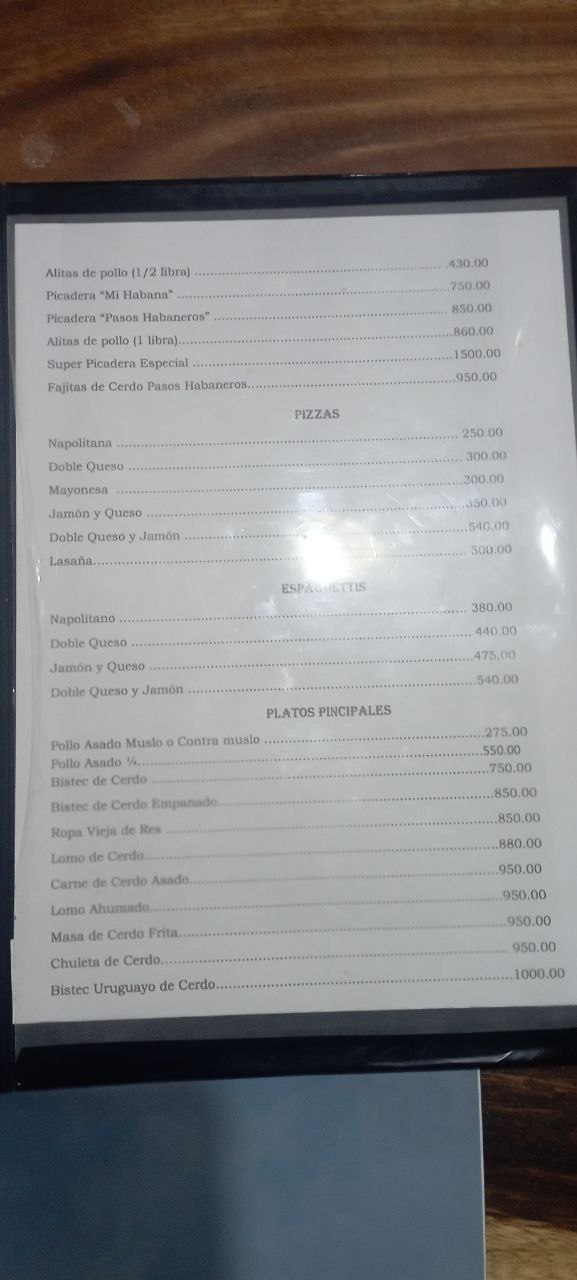 Alitas de pollo (1/2 libra) .......................................................... .430.00
Picadera "Mi Habana" ..............................................................750.00
Picadera "Pasos Habaneros" ...................................................... 850.00
Alitas de pollo (1 libra)................................................................860.00
Super Picadera Especial .............................................................1500.00
Fajitas de Cerdo Pasos Habaneros.................................................950.00
PIZZAS
Napolitana .................................................................................. 250.00
Doble Queso ................................................................................ 300.00
Mayonesa ...................................................................................300.00
Jamón y Queso ............................................................................350.00
Doble Queso y Jamón ...................................................................540.00
Lasaña......................................................................................... 500.00
ESPAGUETTIS
Napolitano ................................................................................... 380.00
Doble Queso ................................................................................. 440.00
Jamón y Queso .............................................................................475.00
Doble Queso y Jamón ....................................................................540.00
PLATOS PINCIPALES
Pollo Asado Muslo o Contra muslo .....................................................275.00
Pollo Asado ¼...................................................................................550.00
Bistec de Cerdo .................................................................................750.00
Bistec de Cerdo Empanado.................................................................850.00
Ropa Vieja de Res ..............................................................................850.00
Lomo de Cerdo....................................................................................880.00
Carne de Cerdo Asado.........................................................................950.00
Lomo Ahumado...................................................................................950.00
Masa de Cerdo Frita.............................................................................950.00
Chuleta de Cerdo.................................................................................. 950.00
Bistec Uruguayo de Cerdo.....................................................................1000.00